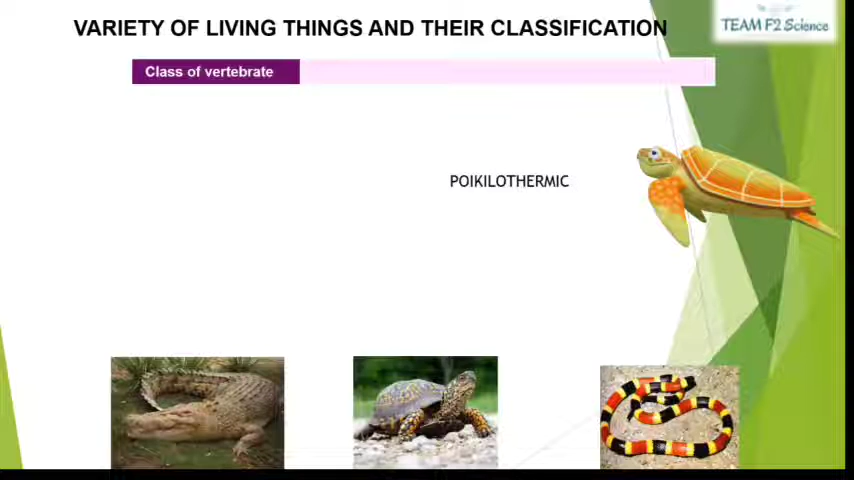 VARIETY OF LIVING THINGS AND THEIR CLASSIFICATION
TEAM F2 Science
Class of vertebrate
POIKILOTHERMIC